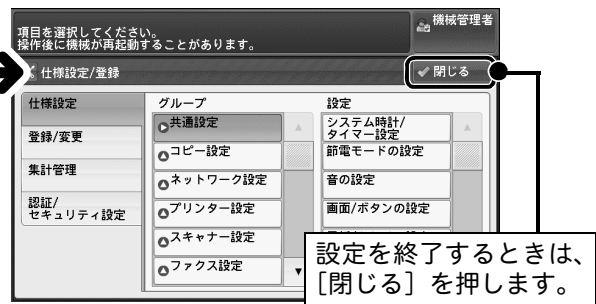 項目を選択してください。
操作後に機械が再起動することがあります。
機械管理者
仕様設定/登録
閉じる
仕様設定
登録/変更
集計管理
認証/
セキュリティ設定
グループ
共通設定
コピー設定
ネットワーク設定
プリンター設定
スキャナー設定
ファクス設定
設定
システム時計/
タイマー設定
節電モードの設定
音の設定
画面/ボタンの設定
設定を終了するときは、
[閉じる]を押します。